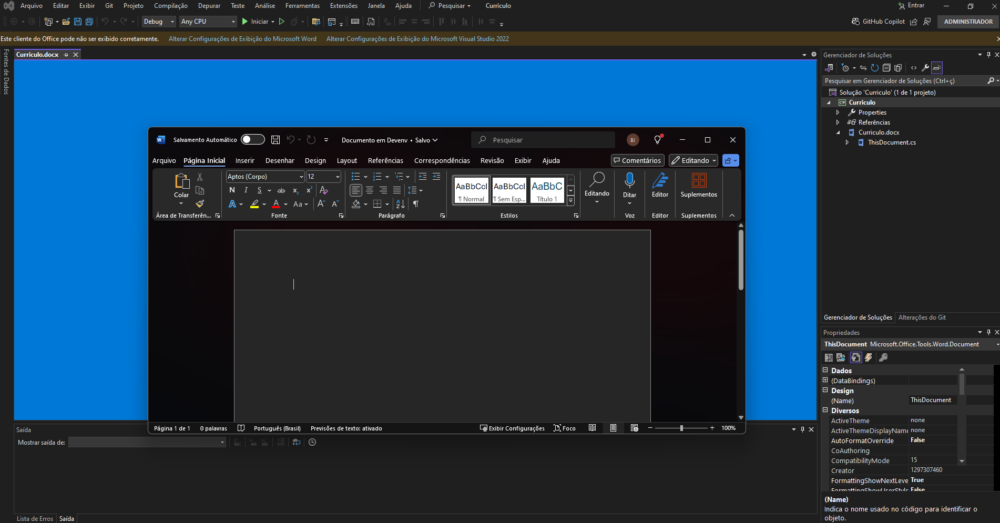 Arquivo Editar Exibir Git Projeto Compilação Depurar Teste Análise Ferramentas Extensões Janela Ajuda Pesquisar Curriculo Entrar
Debug Any CPU Iniciar GitHub Copilot ADMINISTRADOR
Este cliente do Office pode não ser exibido corretamente. Alterar Configurações de Exibição do Microsoft Word Alterar Configurações de Exibição do Microsoft Visual Studio 2022
Fontes de Dados
Curriculo.docx
Salvamento Automático Documento em Devenv • Salvo Pesquisar BJ
Arquivo Página Inicial Inserir Desenhar Design Layout Referências Correspondências Revisão Exibir Ajuda Comentários Editando
Colar
Área de Transferên...
Aptos (Corpo) 12
N I S ab x₂ x² A
A A Aa A A
Fonte
Parágrafo
AaBbCcI AaBbCcI AaBbC
¶ Normal ¶ Sem Esp... Título 1
Estilos
Editando
Ditar
Voz
Editor
Editor
Suplementos
Suplementos
Página 1 de 1 0 palavras Português (Brasil) Previsões de texto: ativado Exibir Configurações Foco 100%
Saída
Mostrar saída de:
Lista de Erros Saída
Gerenciador de Soluções
Pesquisar em Gerenciador de Soluções (Ctrl+ç)
Solução 'Curriculo' (1 de 1 projeto)
C# Curriculo
Properties
Referências
Curriculo.docx
ThisDocument.cs
Gerenciador de Soluções Alterações do Git
Propriedades
ThisDocument Microsoft.Office.Tools.Word.Document
Dados
(DataBindings)
Design
(Name) ThisDocument
Diversos
ActiveTheme none
ActiveThemeDisplayName none
AutoFormatOverride False
CoAuthoring
CompatibilityMode 15
Creator 1297307460
FormattingShowNextLeve True
FormattingShowUserStyle False
(Name)
Indica o nome usado no código para identificar o
objeto.